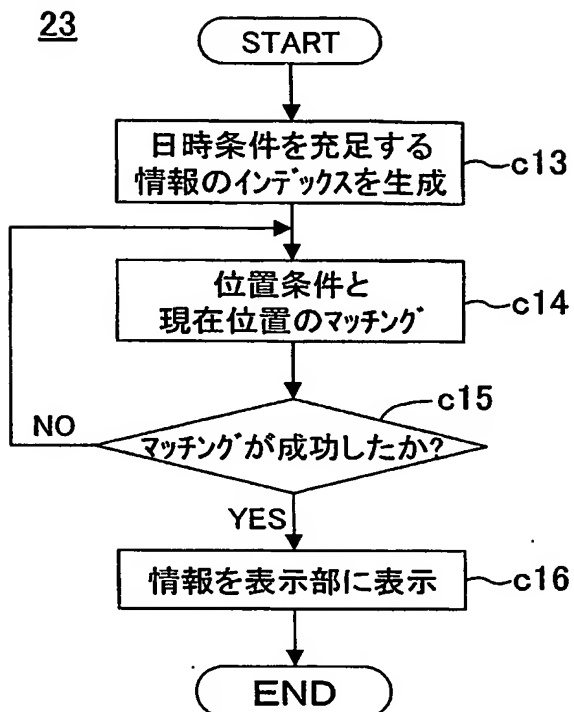 23
START
日時条件を充足する
情報のインデックスを生成
c13
位置条件と
現在位置のマッチング
c14
c15
NO
マッチングが成功したか?
YES
情報を表示部に表示
c16
END